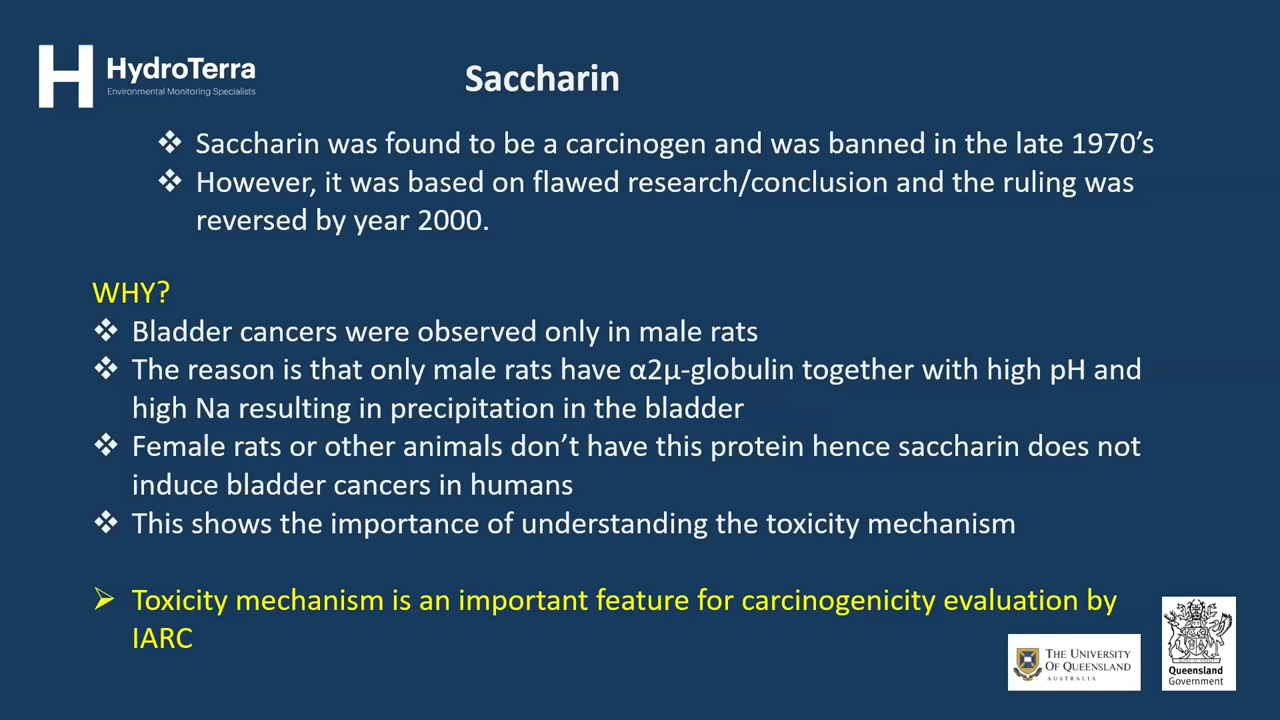 HydroTerra
Environmental Monitoring Specialists
Saccharin
❖ Saccharin was found to be a carcinogen and was banned in the late 1970’s
❖ However, it was based on flawed research/conclusion and the ruling was
reversed by year 2000.
WHY?
❖ Bladder cancers were observed only in male rats
❖ The reason is that only male rats have α2μ-globulin together with high pH and
high Na resulting in precipitation in the bladder
❖ Female rats or other animals don’t have this protein hence saccharin does not
induce bladder cancers in humans
❖ This shows the importance of understanding the toxicity mechanism
➢ Toxicity mechanism is an important feature for carcinogenicity evaluation by
IARC
THE UNIVERSITY
OF QUEENSLAND
AUSTRALIA
Queensland
Government